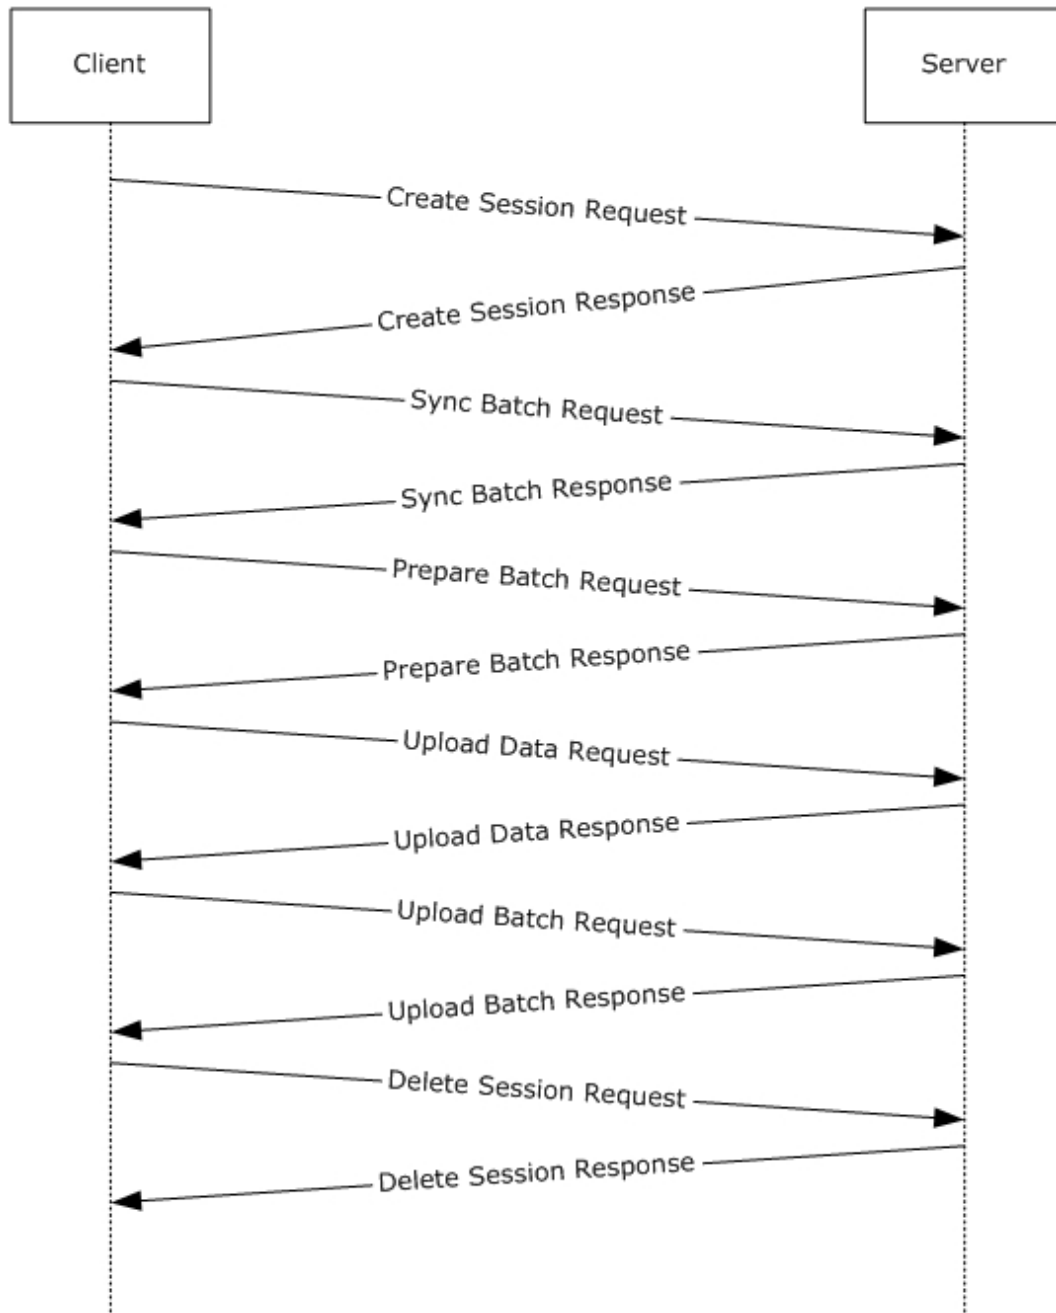 Client
Server
Create Session Request
Create Session Response
Sync Batch Request
Sync Batch Response
Prepare Batch Request
Prepare Batch Response
Upload Data Request
Upload Data Response
Upload Batch Request
Upload Batch Response
Delete Session Request
Delete Session Response